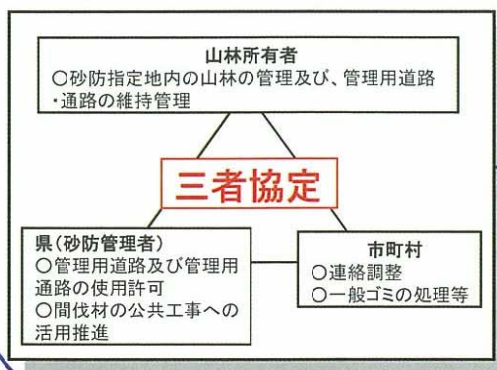 山林所有者
○砂防指定地内の山林の管理及び、管理用道路
・通路の維持管理
三者協定
県(砂防管理者)
○管理用道路及び管理用
通路の使用許可
○間伐材の公共工事への
活用推進
市町村
○連絡調整
○一般ゴミの処理等